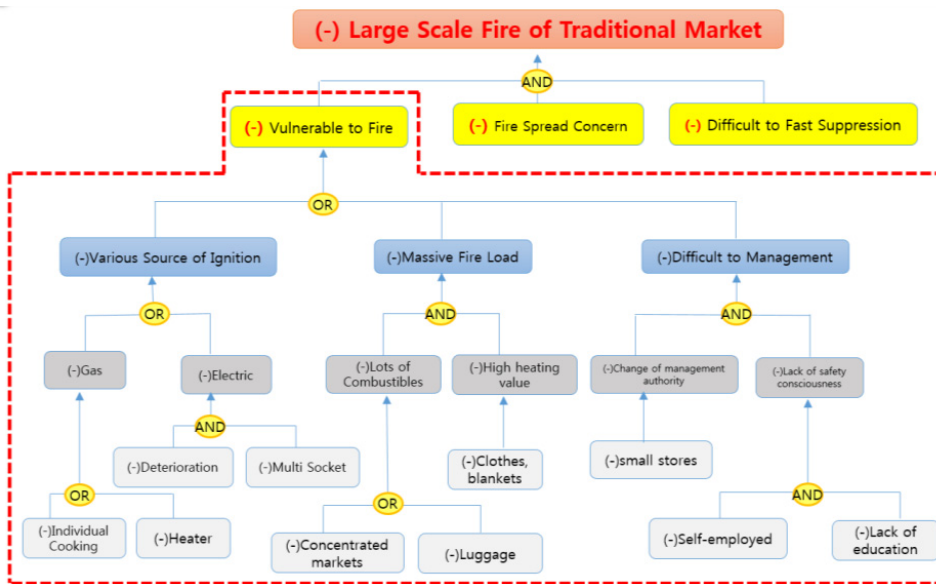 (-) Large Scale Fire of Traditional Market
AND
(-) Vulnerable to Fire
(-) Fire Spread Concern
(-) Difficult to Fast Suppression
OR
(-)Various Source of Ignition
(-)Massive Fire Load
(-)Difficult to Management
OR
AND
AND
(-)Gas
(-)Electric
(-)Lots of
Combustibles
(-)High heating
value
(-)Change of management
authority
(-)Lack of safety
consciousness
AND
(-)Deterioration
(-)Multi Socket
(-)Clothes,
blankets
(-)small stores
OR
OR
AND
(-)Individual
Cooking
(-)Heater
(-)Concentrated
markets
(-)Luggage
(-)Self-employed
(-)Lack of
education